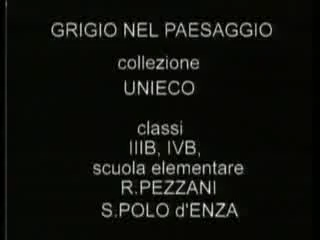 GRIGIO NEL PAESAGGIO
collezione
UNIECO
classi
IIIB, IVB,
scuola elementare
R.PEZZANI
S.POLO d'ENZA